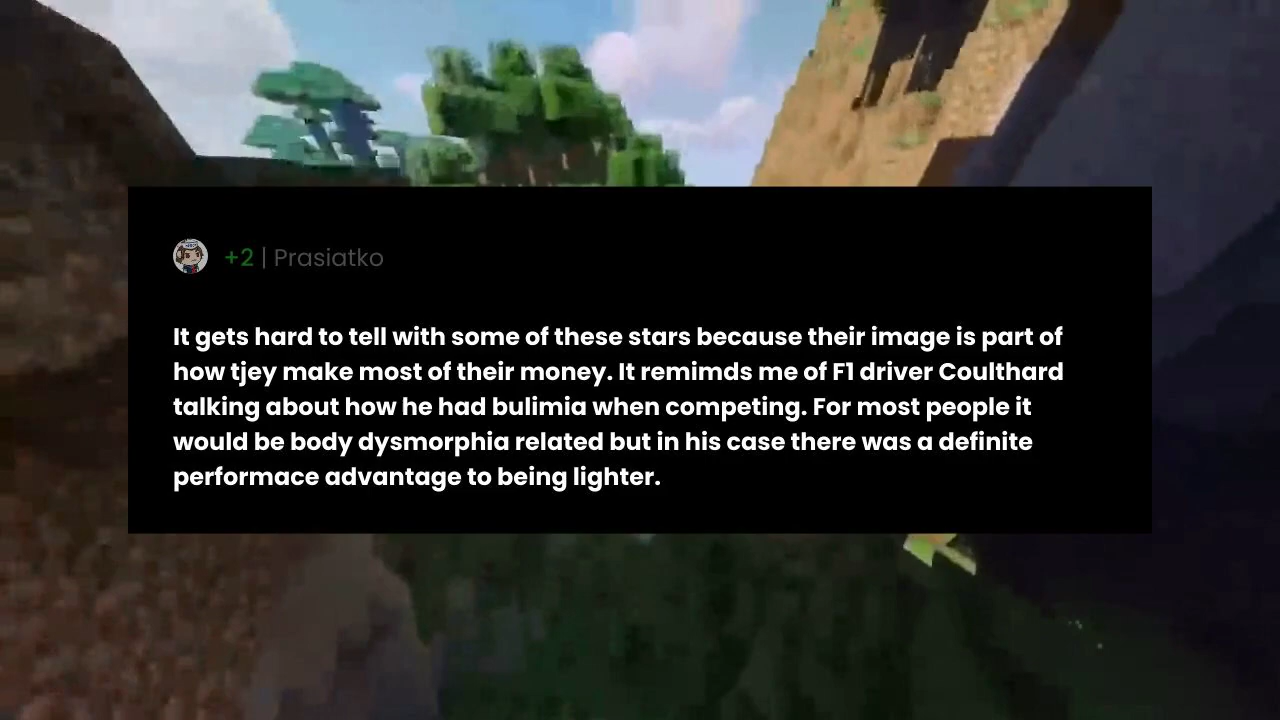 +2 | Prasiatko
It gets hard to tell with some of these stars because their image is part of
how tjey make most of their money. It remimds me of F1 driver Coulthard
talking about how he had bulimia when competing. For most people it
would be body dysmorphia related but in his case there was a definite
performace advantage to being lighter.